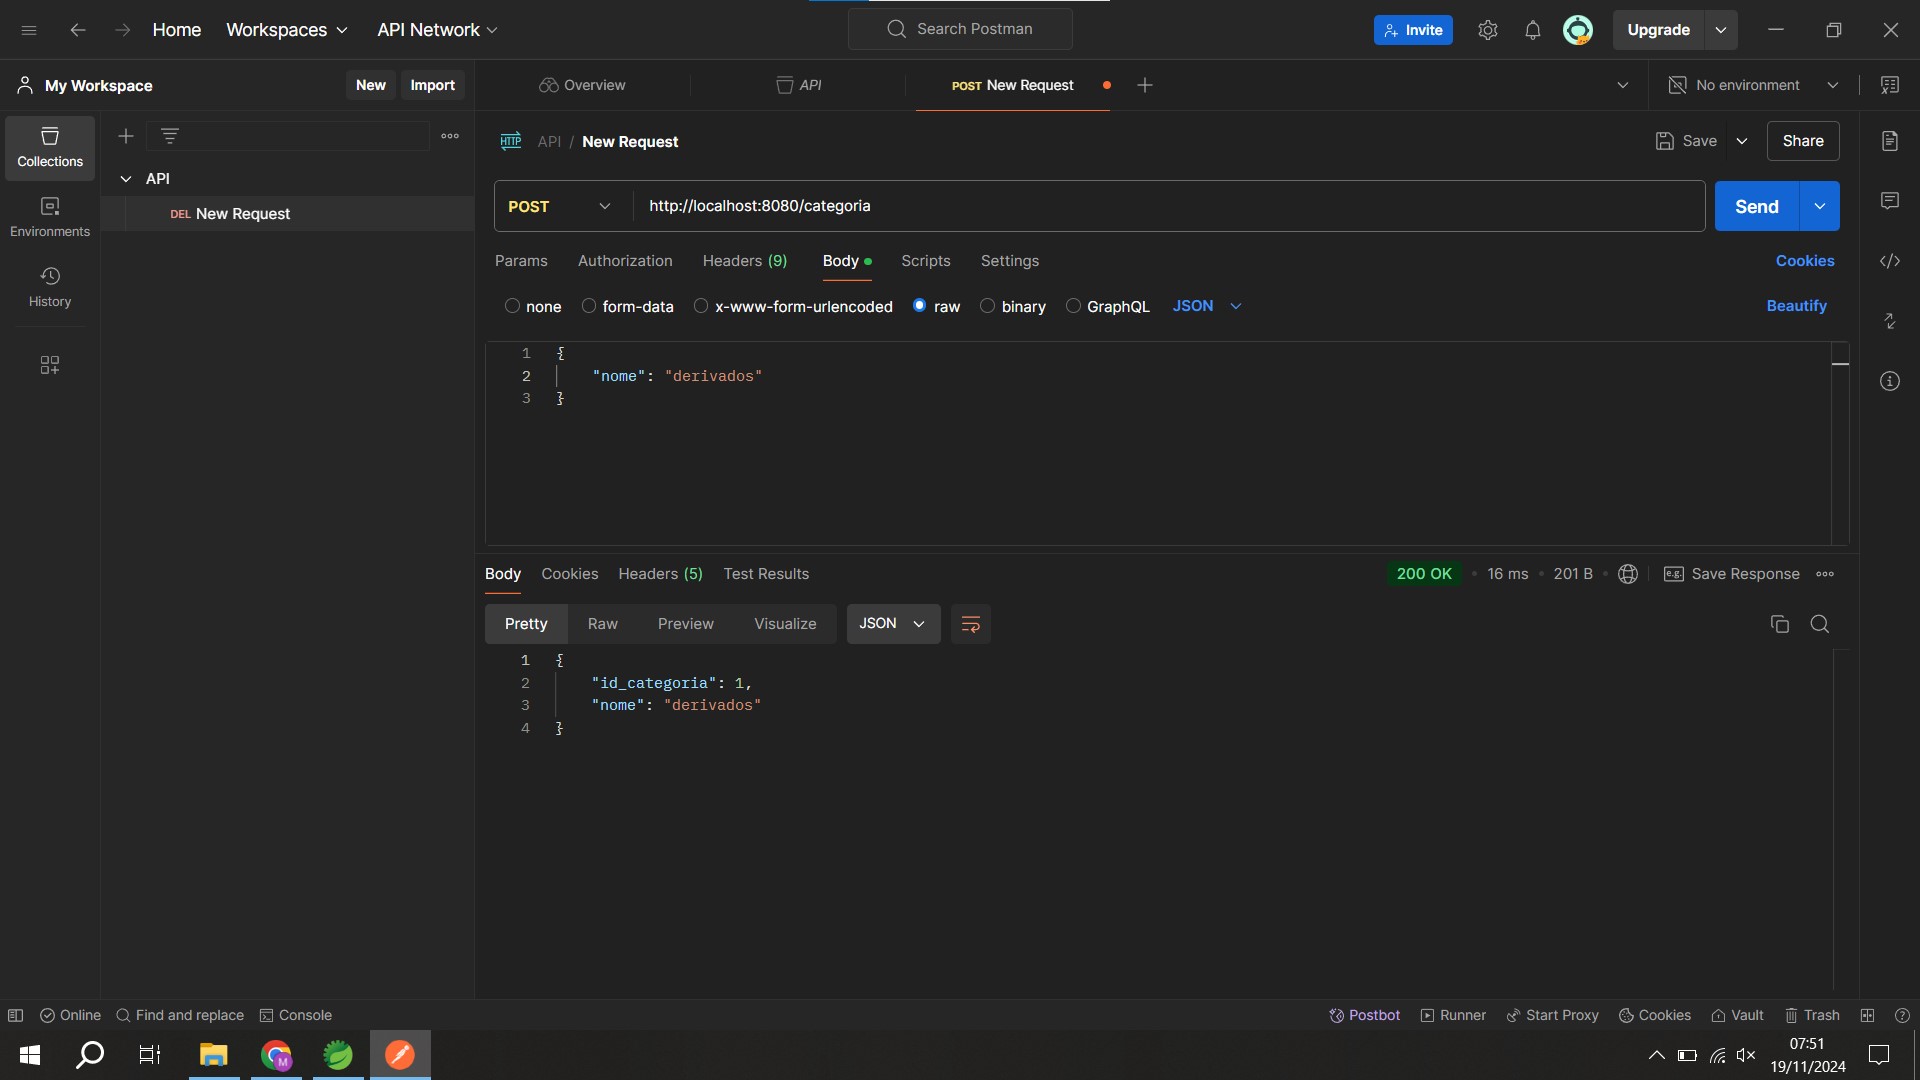 Home Workspaces API Network Search Postman Invite Upgrade
My Workspace New Import Overview API POST New Request No environment
Collections
Environments
History
API
DEL New Request
HTTP API / New Request Save Share
POST http://localhost:8080/categoria Send
Params Authorization Headers (9) Body Scripts Settings Cookies
none form-data x-www-form-urlencoded raw binary GraphQL JSON Beautify
1 {
2 "nome": "derivados"
3 }
Body Cookies Headers (5) Test Results 200 OK • 16 ms • 201 B • e.g. Save Response
Pretty Raw Preview Visualize JSON
1 {
2 "id_categoria": 1,
3 "nome": "derivados"
4 }
Online Find and replace Console Postbot Runner Start Proxy Cookies Vault Trash
M
07:51
19/11/2024